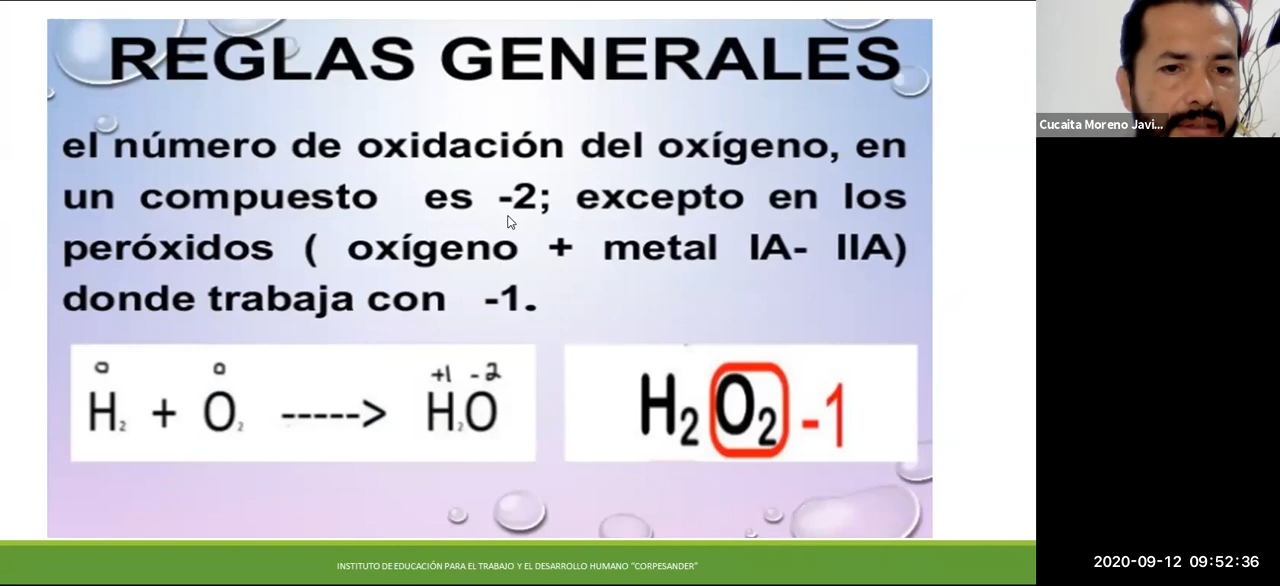 REGLAS GENERALES
el número de oxidación del oxígeno, en
un compuesto es -2; excepto en los
peróxidos ( oxígeno + metal IA- IIA)
donde trabaja con -1.
0 0 +1 -2
H₂ + O₂ -----> H₂O
H₂O₂ -1
INSTITUTO DE EDUCACIÓN PARA EL TRABAJO Y EL DESARROLLO HUMANO "CORPESANDER"
Cucaita Moreno Javi...
2020-09-12 09:52:36